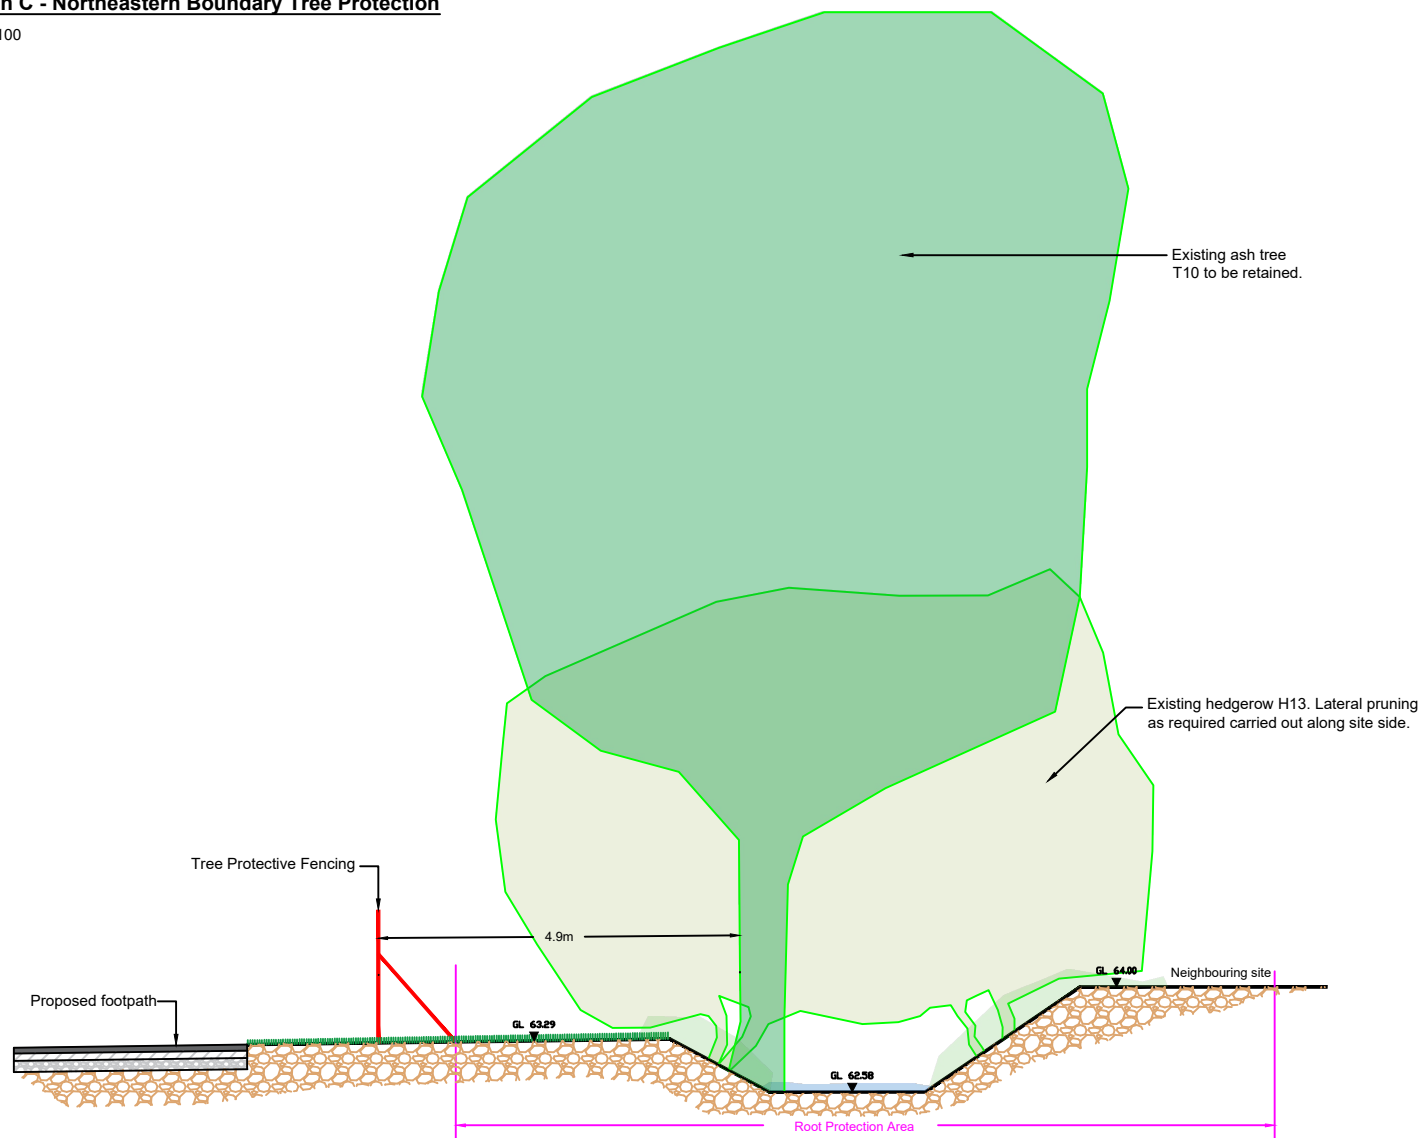 n C - Northeastern Boundary Tree Protection
100
Existing ash tree
T10 to be retained.
Existing hedgerow H13. Lateral pruning
as required carried out along site side.
Tree Protective Fencing
4.9m
GL 64.00
Neighbouring site
Proposed footpath
GL 63.29
GL 62.58
Root Protection Area